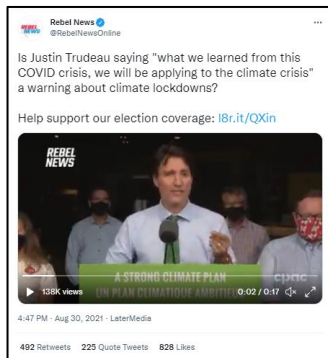 Rebel News
@RebelNewsOnline
Is Justin Trudeau saying "what we learned from this
COVID crisis, we will be applying to the climate crisis"
a warning about climate lockdowns?
Help support our election coverage: l8r.it/QXin
REBEL
NEWS
A STRONG CLIMATE PLAN
UN PLAN CLIMATIQUE AMBITIEU
cpac
138K views
0:02 / 0:17
4:47 PM · Aug 30, 2021 · LaterMedia
492 Retweets 225 Quote Tweets 828 Likes